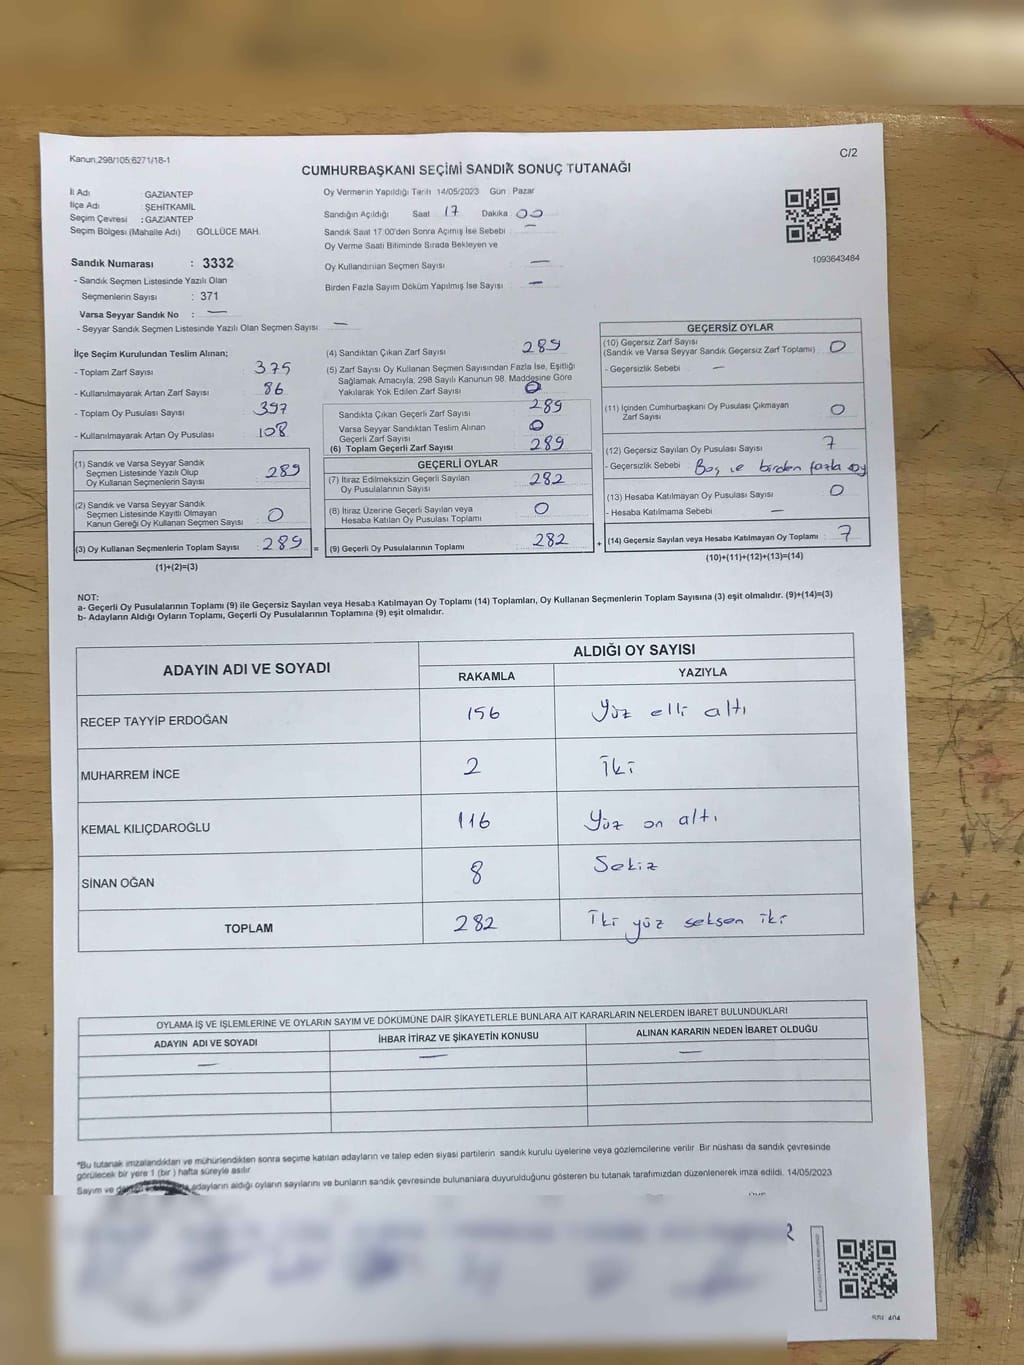 Kanun,298/105;6271/18-1
C/2
CUMHURBAŞKANI SEÇİMİ SANDIK SONUÇ TUTANAĞI
İl Adı GAZİANTEP
İlçe Adı ŞEHİTKAMİL
Seçim Çevresi : GAZİANTEP
Seçim Bölgesi (Mahalle Adı) GÖLLÜCE MAH.
Sandık Numarası : 3332
- Sandık Seçmen Listesinde Yazılı Olan
Seçmenlerin Sayısı : 371
Varsa Seyyar Sandık No : —
- Seyyar Sandık Seçmen Listesinde Yazılı Olan Seçmen Sayısı —
Oy Vermenin Yapıldığı Tarih 14/05/2023 Gün Pazar
Sandığın Açıldığı Saat 17 Dakika 00
Sandık Saat 17:00'den Sonra Açımış İse Sebebi —
Oy Verme Saati Bitiminde Sırada Bekleyen ve
Oy Kullandırılan Seçmen Sayısı —
Birden Fazla Sayım Döküm Yapılmış İse Sayısı —
1093643484
İlçe Seçim Kurulundan Teslim Alınan;
- Toplam Zarf Sayısı 375
- Kullanılmayarak Artan Zarf Sayısı 86
- Toplam Oy Pusulası Sayısı 397
- Kullanılmayarak Artan Oy Pusulası 108
(1) Sandık ve Varsa Seyyar Sandık
Seçmen Listesinde Yazılı Olup
Oy Kullanan Seçmenlerin Sayısı 289
(2) Sandık ve Varsa Seyyar Sandık
Seçmen Listesinde Kayıtlı Olmayan
Kanun Gereği Oy Kullanan Seçmen Sayısı 0
(3) Oy Kullanan Seçmenlerin Toplam Sayısı 289 =
(1)+(2)=(3)
(4) Sandıktan Çıkan Zarf Sayısı 289
(5) Zarf Sayısı Oy Kullanan Seçmen Sayısından Fazla İse, Eşitliği
Sağlamak Amacıyla, 298 Sayılı Kanunun 98. Maddesine Göre
Yakılarak Yok Edilen Zarf Sayısı 0
Sandıkta Çıkan Geçerli Zarf Sayısı 289
Varsa Seyyar Sandıktan Teslim Alınan
Geçerli Zarf Sayısı 0
(6) Toplam Geçerli Zarf Sayısı 289
GEÇERLİ OYLAR
(7) İtiraz Edilmeksizin Geçerli Sayılan
Oy Pusulalarının Sayısı 282
(8) İtiraz Üzerine Geçerli Sayılan veya
Hesaba Katılan Oy Pusulası Toplamı 0
(9) Geçerli Oy Pusulalarının Toplamı 282 +
GEÇERSİZ OYLAR
(10) Geçersiz Zarf Sayısı
(Sandık ve Varsa Seyyar Sandık Geçersiz Zarf Toplamı) 0
- Geçersizlik Sebebi —
(11) İçinden Cumhurbaşkanı Oy Pusulası Çıkmayan
Zarf Sayısı 0
(12) Geçersiz Sayılan Oy Pusulası Sayısı 7
- Geçersizlik Sebebi : Boş ve birden fazla oy
(13) Hesaba Katılmayan Oy Pusulası Sayısı 0
- Hesaba Katılmama Sebebi —
(14) Geçersiz Sayılan veya Hesaba Katılmayan Oy Toplamı 7
(10)+(11)+(12)+(13)=(14)
NOT:
a- Geçerli Oy Pusulalarının Toplamı (9) ile Geçersiz Sayılan veya Hesaba Katılmayan Oy Toplamı (14) Toplamları, Oy Kullanan Seçmenlerin Toplam Sayısına (3) eşit olmalıdır. (9)+(14)=(3)
b- Adayların Aldığı Oyların Toplamı, Geçerli Oy Pusulalarının Toplamına (9) eşit olmalıdır.
ADAYIN ADI VE SOYADI ALDIĞI OY SAYISI
RAKAMLA YAZIYLA
RECEP TAYYİP ERDOĞAN 156 Yüz elli altı
MUHARREM İNCE 2 İki
KEMAL KILIÇDAROĞLU 116 Yüz on altı
SİNAN OĞAN 8 Sekiz
TOPLAM 282 İki yüz seksen iki
OYLAMA İŞ VE İŞLEMLERİNE VE OYLARIN SAYIM VE DÖKÜMÜNE DAİR ŞİKAYETLERLE BUNLARA AİT KARARLARIN NELERDEN İBARET BULUNDUKLARI
ADAYIN ADI VE SOYADI İHBAR İTİRAZ VE ŞİKAYETİN KONUSU ALINAN KARARIN NEDEN İBARET OLDUĞU
— — —
*Bu tutanak imzalandıktan ve mühürlendikten sonra seçime katılan adayların ve talep eden siyasi partilerin sandık kurulu üyelerine veya gözlemcilerine verilir. Bir nüshası da sandık çevresinde
görülecek bir yere 1 (bir ) hafta süreyle asılır.
Sayım ve adayların aldığı oyların sayılarını ve bunların sandık çevresinde bulunanlara duyurulduğunu gösteren bu tutanak tarafımızdan düzenlenerek imza edildi. 14/05/2023